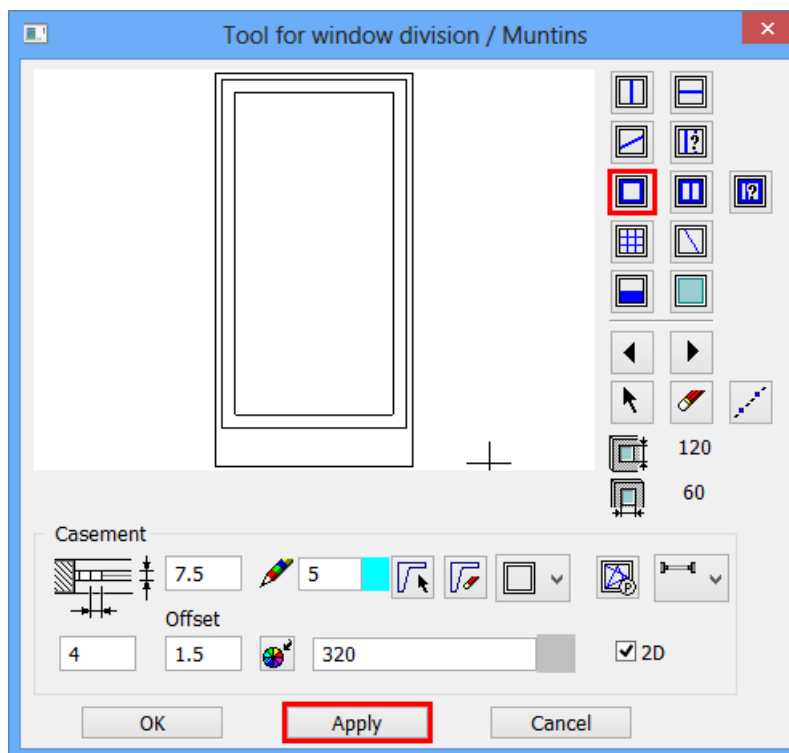 Tool for window division / Muntins
120
60
Casement
7.5
5
Offset
4
1.5
320
2D
OK
Apply
Cancel